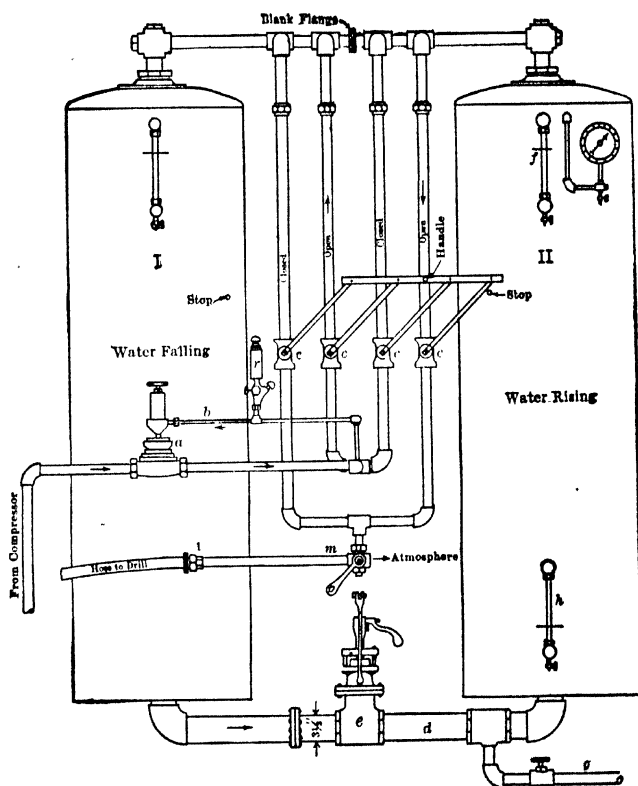 Blank Flange
f
I
II
Closed
Open
Closed
Open
Handle
Stop
Stop
Water Falling
r
c
c
c
c
Water Rising
b
a
From Compressor
Hose to Drill
l
m
Atmosphere
h
3½"
e
d
g